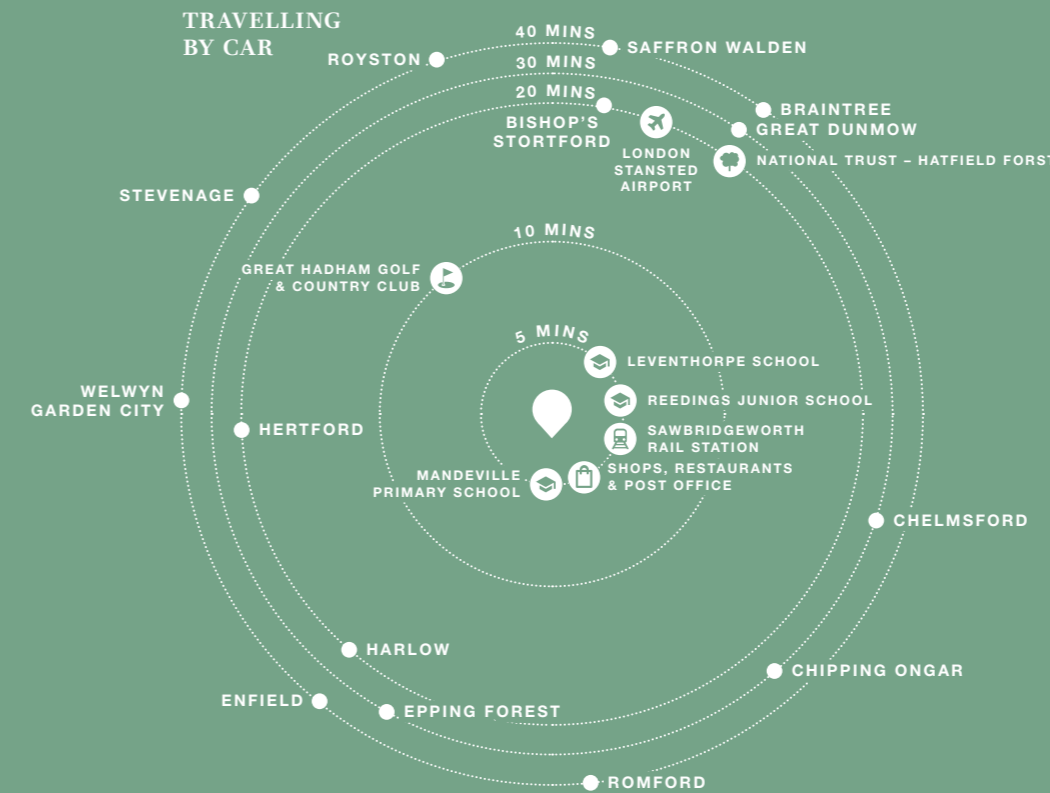 TRAVELLING
BY CAR
40 MINS
ROYSTON
SAFFRON WALDEN
30 MINS
20 MINS
BISHOP'S
STORTFORD
BRAINTREE
GREAT DUNMOW
LONDON
STANSTED
AIRPORT
NATIONAL TRUST – HATFIELD FORST
STEVENAGE
10 MINS
GREAT HADHAM GOLF
& COUNTRY CLUB
5 MINS
LEVENTHORPE SCHOOL
WELWYN
GARDEN CITY
REEDINGS JUNIOR SCHOOL
HERTFORD
SAWBRIDGEWORTH
RAIL STATION
MANDEVILLE
PRIMARY SCHOOL
SHOPS, RESTAURANTS
& POST OFFICE
CHELMSFORD
HARLOW
CHIPPING ONGAR
ENFIELD
EPPING FOREST
ROMFORD